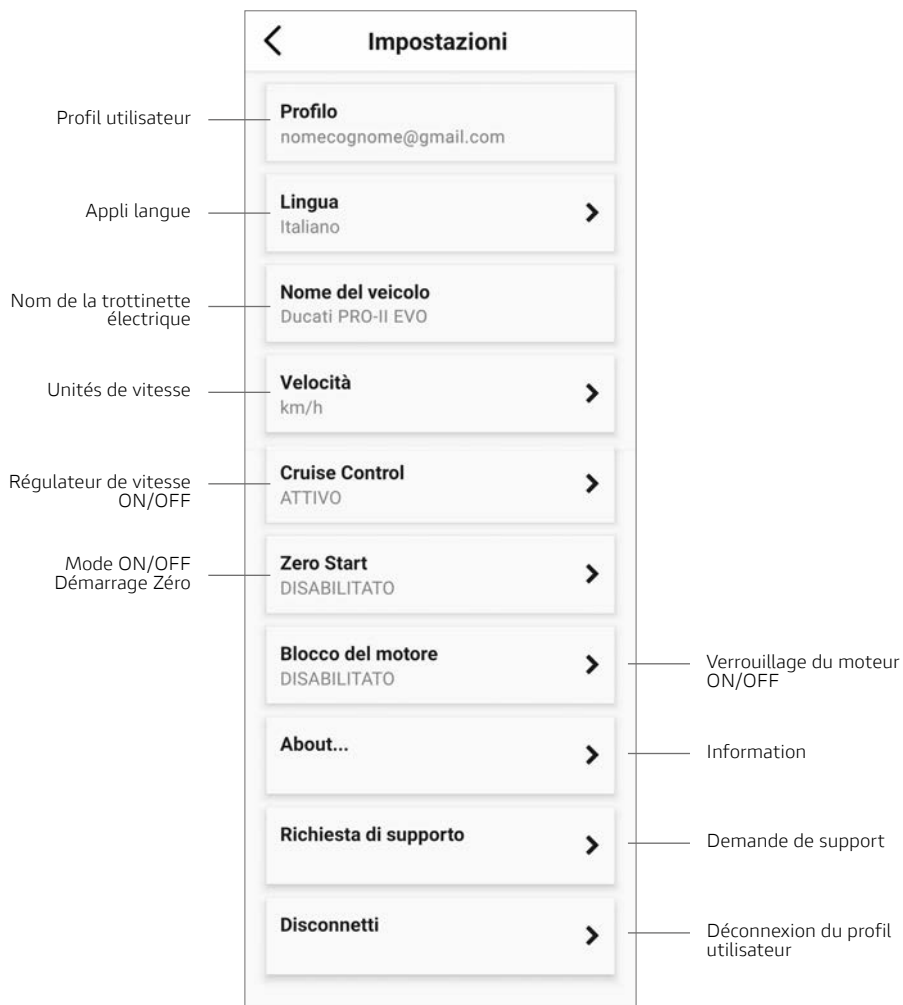 Impostazioni
Profil utilisateur
Profilo
nomecognome@gmail.com
Appli langue
Lingua
Italiano
Nom de la trottinette
électrique
Nome del veicolo
Ducati PRO-II EVO
Unités de vitesse
Velocità
km/h
Régulateur de vitesse
ON/OFF
Cruise Control
ATTIVO
Mode ON/OFF
Démarrage Zéro
Zero Start
DISABILITATO
Blocco del motore
DISABILITATO
Verrouillage du moteur
ON/OFF
About...
Information
Richiesta di supporto
Demande de support
Disconnetti
Déconnexion du profil
utilisateur